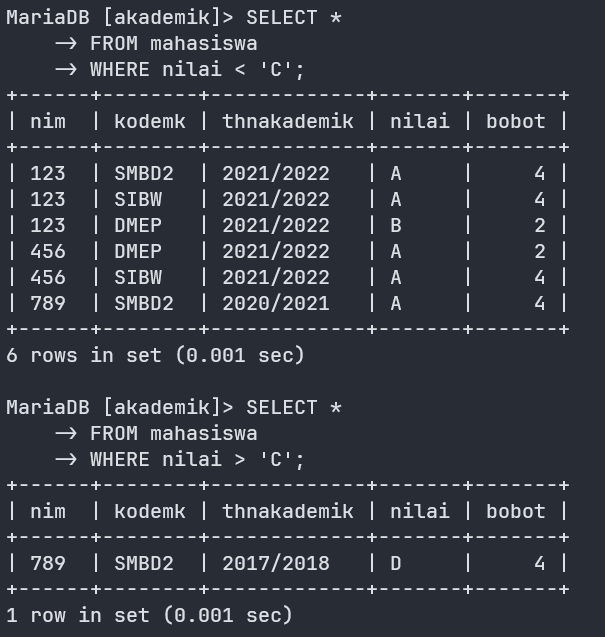 MariaDB [akademik]> SELECT *
    -> FROM mahasiswa
    -> WHERE nilai < 'C';
+------+--------+-------------+-------+-------+
| nim  | kodemk | thnakademik | nilai | bobot |
+------+--------+-------------+-------+-------+
| 123  | SMBD2  | 2021/2022   | A     |     4 |
| 123  | SIBW   | 2021/2022   | A     |     4 |
| 123  | DMEP   | 2021/2022   | B     |     2 |
| 456  | DMEP   | 2021/2022   | A     |     2 |
| 456  | SIBW   | 2021/2022   | A     |     4 |
| 789  | SMBD2  | 2020/2021   | A     |     4 |
+------+--------+-------------+-------+-------+
6 rows in set (0.001 sec)

MariaDB [akademik]> SELECT *
    -> FROM mahasiswa
    -> WHERE nilai > 'C';
+------+--------+-------------+-------+-------+
| nim  | kodemk | thnakademik | nilai | bobot |
+------+--------+-------------+-------+-------+
| 789  | SMBD2  | 2017/2018   | D     |     4 |
+------+--------+-------------+-------+-------+
1 row in set (0.001 sec)